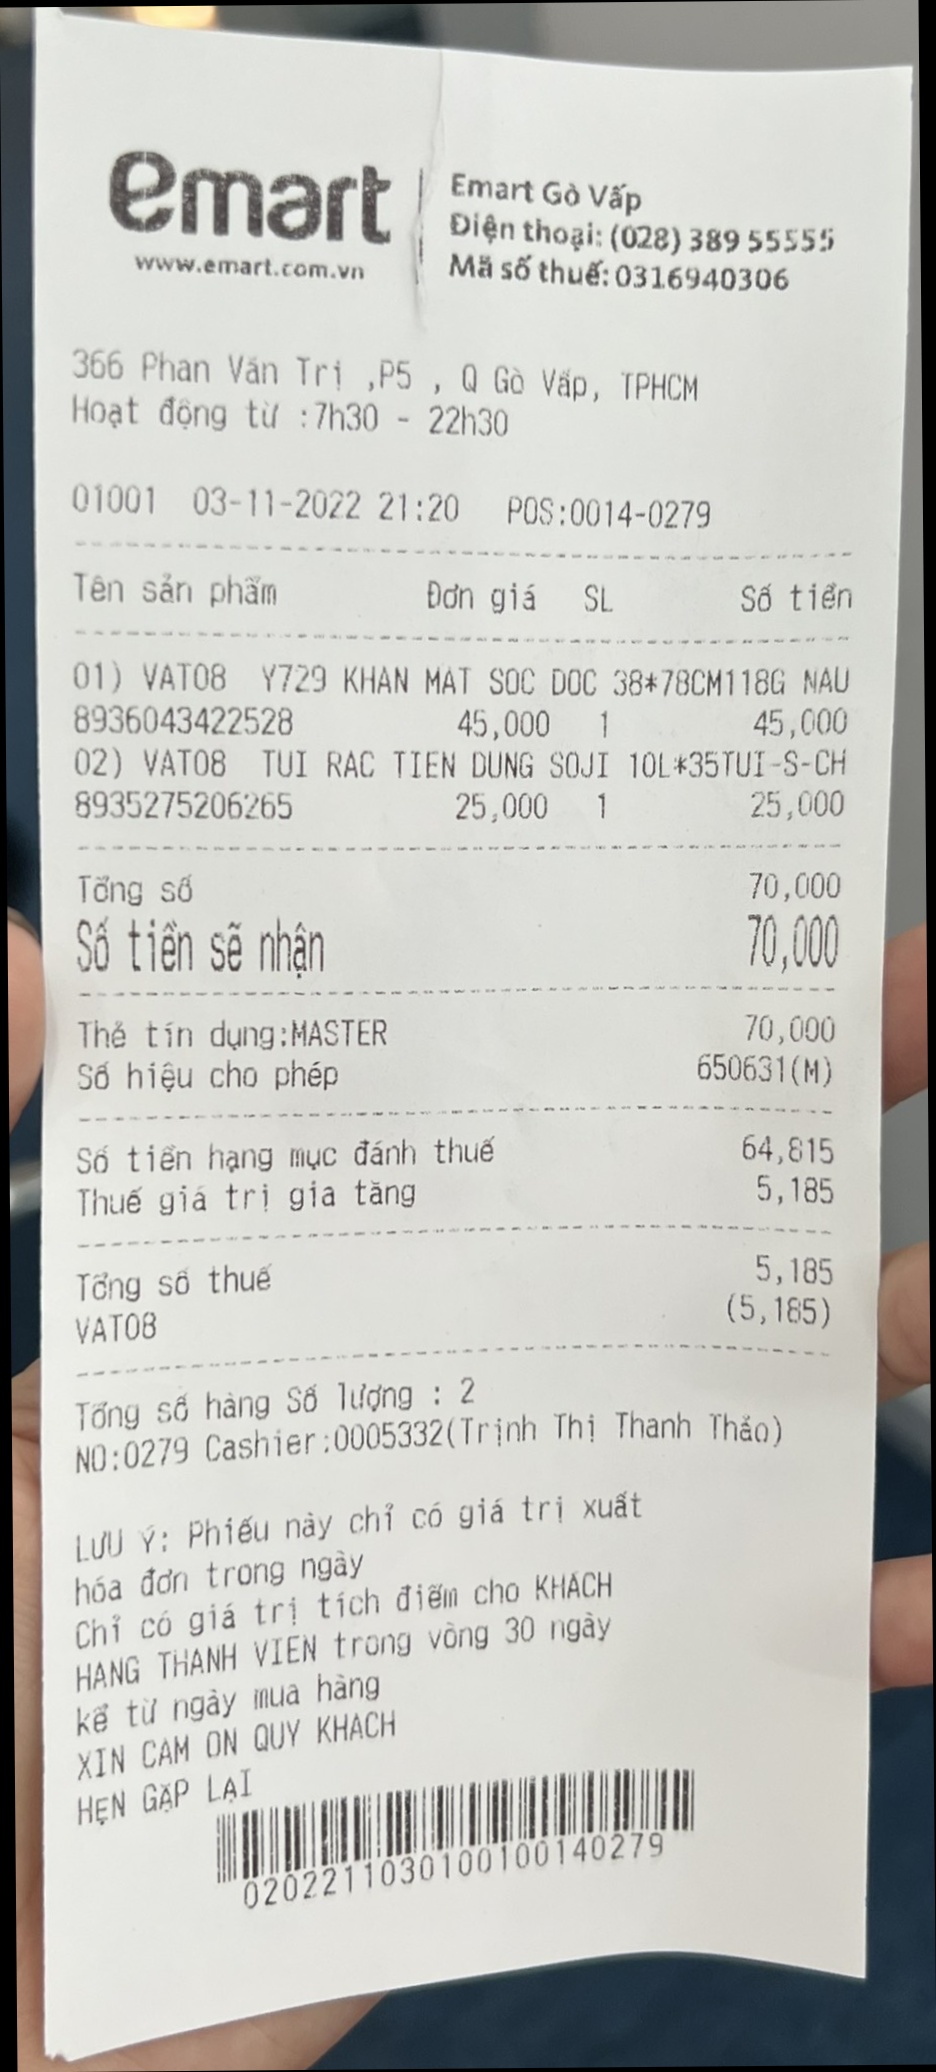 emart
www.emart.com.vn
Emart Gò Vấp
Điện thoại: (028) 389 55555
Mã số thuế: 0316940306
366 Phan Văn Trị ,P5 , Q Gò Vấp, TPHCM
Hoạt động từ :7h30 - 22h30
01001 03-11-2022 21:20 POS:0014-0279
Tên sản phẩm Đơn giá SL Số tiền
01) VAT08 Y729 KHAN MAT SOC DOC 38*78CM118G NAU
8936043422528 45,000 1 45,000
02) VAT08 TUI RAC TIEN DUNG SOJI 10L*35TUI-S-CH
8935275206265 25,000 1 25,000
Tổng số 70,000
Số tiền sẽ nhận 70,000
Thẻ tín dụng:MASTER 70,000
Số hiệu cho phép 650631(M)
Số tiền hạng mục đánh thuế 64,815
Thuế giá trị gia tăng 5,185
Tổng số thuế 5,185
VAT08 (5,185)
Tổng số hàng Số lượng : 2
NO:0279 Cashier:0005332(Trịnh Thị Thanh Thảo)
LƯU Ý: Phiếu này chỉ có giá trị xuất
hóa đơn trong ngày
Chỉ có giá trị tích điểm cho KHÁCH
HÀNG THÀNH VIÊN trong vòng 30 ngày
kể từ ngày mua hàng
XIN CẢM ƠN QUÝ KHÁCH
HẸN GẶP LẠI
0202211030100100140279